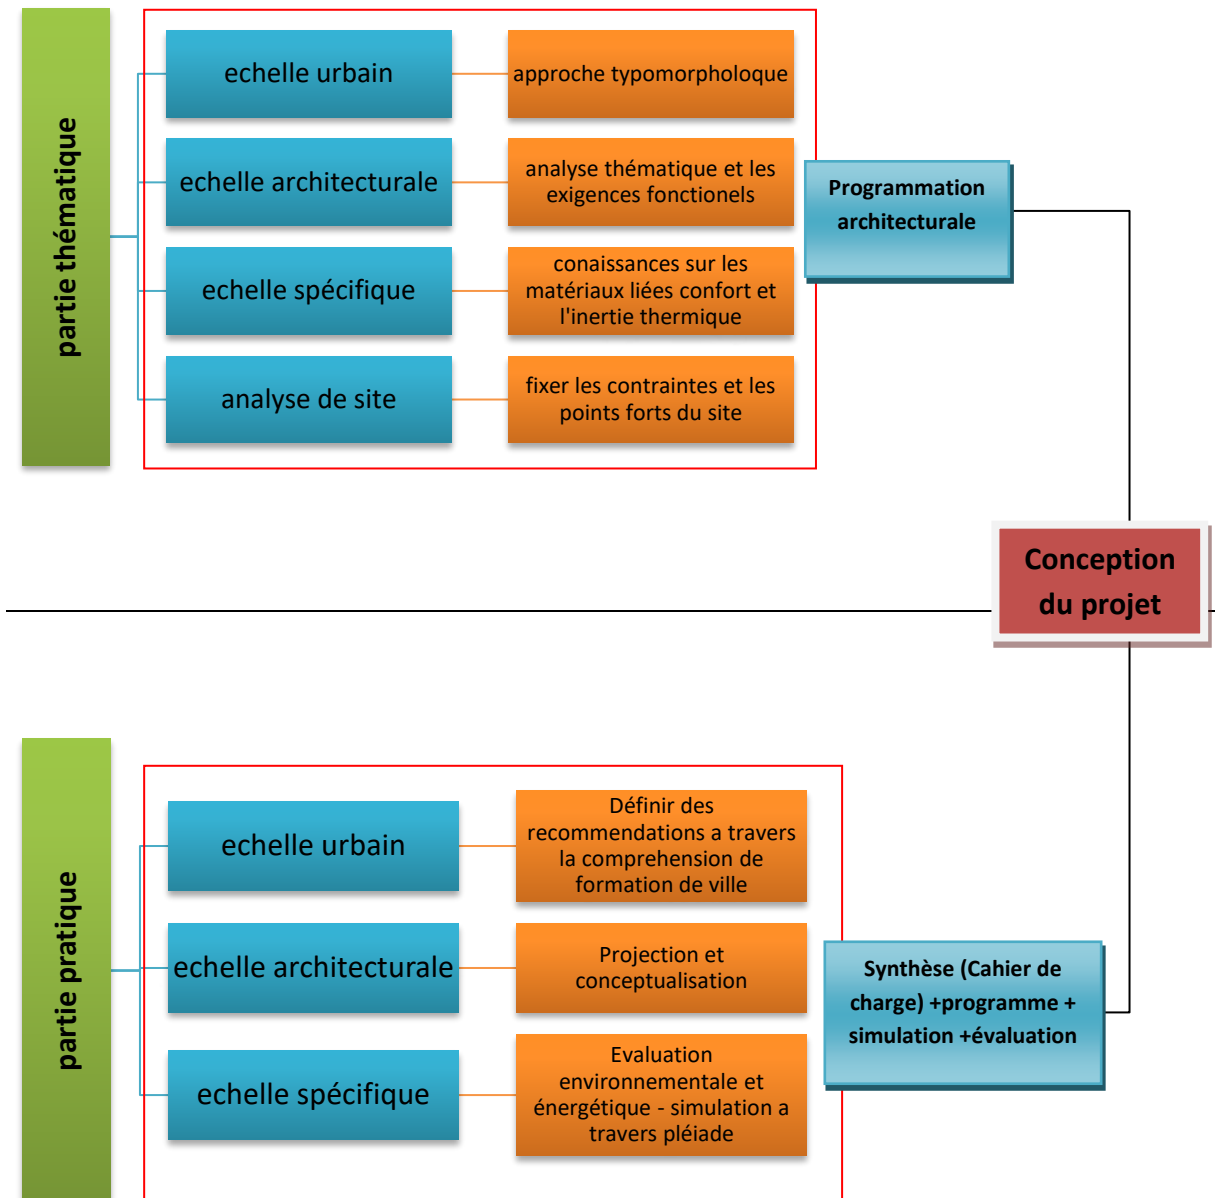 partie thématique
echelle urbain
approche typomorpholoque
echelle architecturale
analyse thématique et les
exigences fonctionels
echelle spécifique
conaissances sur les
matériaux liées confort et
l'inertie thermique
analyse de site
fixer les contraintes et les
points forts du site
Programmation
architecturale
Conception
du projet
partie pratique
echelle urbain
Définir des
recommendations a travers
la comprehension de
formation de ville
echelle architecturale
Projection et
conceptualisation
echelle spécifique
Evaluation
environnementale et
énergétique - simulation a
travers pléiade
Synthèse (Cahier de
charge) +programme +
simulation +évaluation